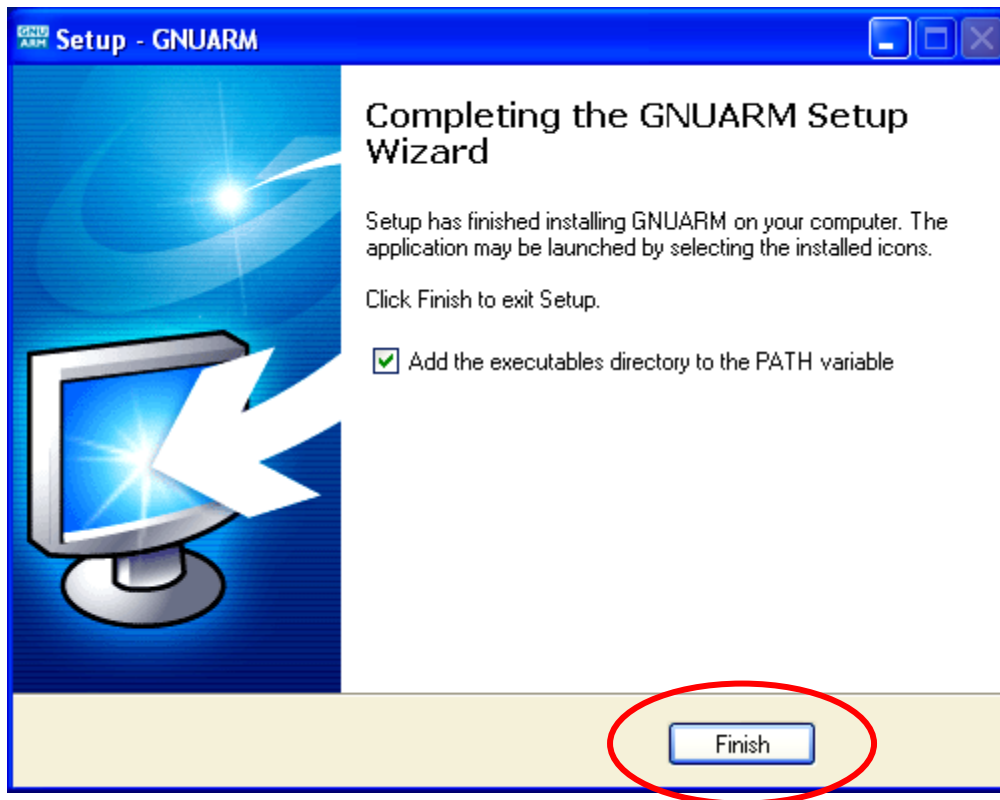 GNU
ARM
Setup - GNUARM
Completing the GNUARM Setup
Wizard
Setup has finished installing GNUARM on your computer. The
application may be launched by selecting the installed icons.
Click Finish to exit Setup.
Add the executables directory to the PATH variable
Finish